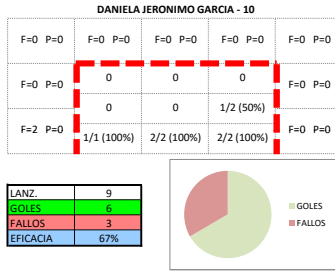 DANIELA JERONIMO GARCIA - 10
F=0 P=0 F=0 P=0 F=0 P=0 F=0 P=0 F=0 P=0
F=0 P=0 0 0 0 F=0 P=0
0 0 1/2 (50%)
F=2 P=0 1/1 (100%) 2/2 (100%) 2/2 (100%) F=0 P=0
LANZ. 9
GOLES 6
FALLOS 3
EFICACIA 67%
GOLES
FALLOS